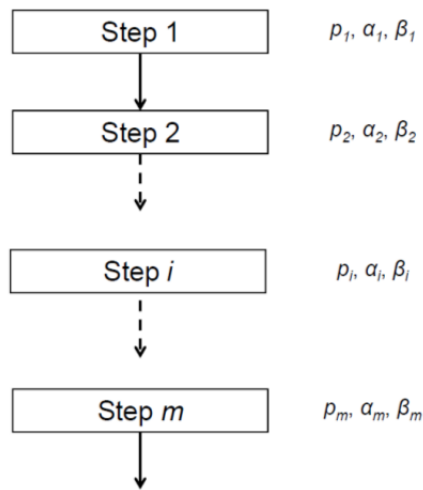 Step 1 p₁, α₁, β₁
Step 2 p₂, α₂, β₂
Step i pᵢ, αᵢ, βᵢ
Step m pₘ, αₘ, βₘ